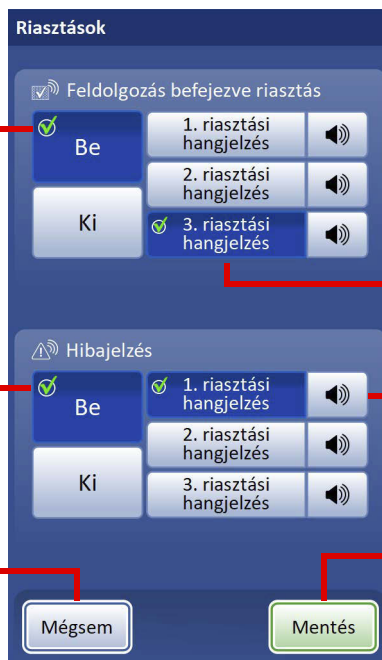 Riasztások
Feldolgozás befejezve riasztás
Be
Ki
1. riasztási
hangjelzés
2. riasztási
hangjelzés
3. riasztási
hangjelzés
Hibajelzés
Be
Ki
1. riasztási
hangjelzés
2. riasztási
hangjelzés
3. riasztási
hangjelzés
Mégsem
Mentés